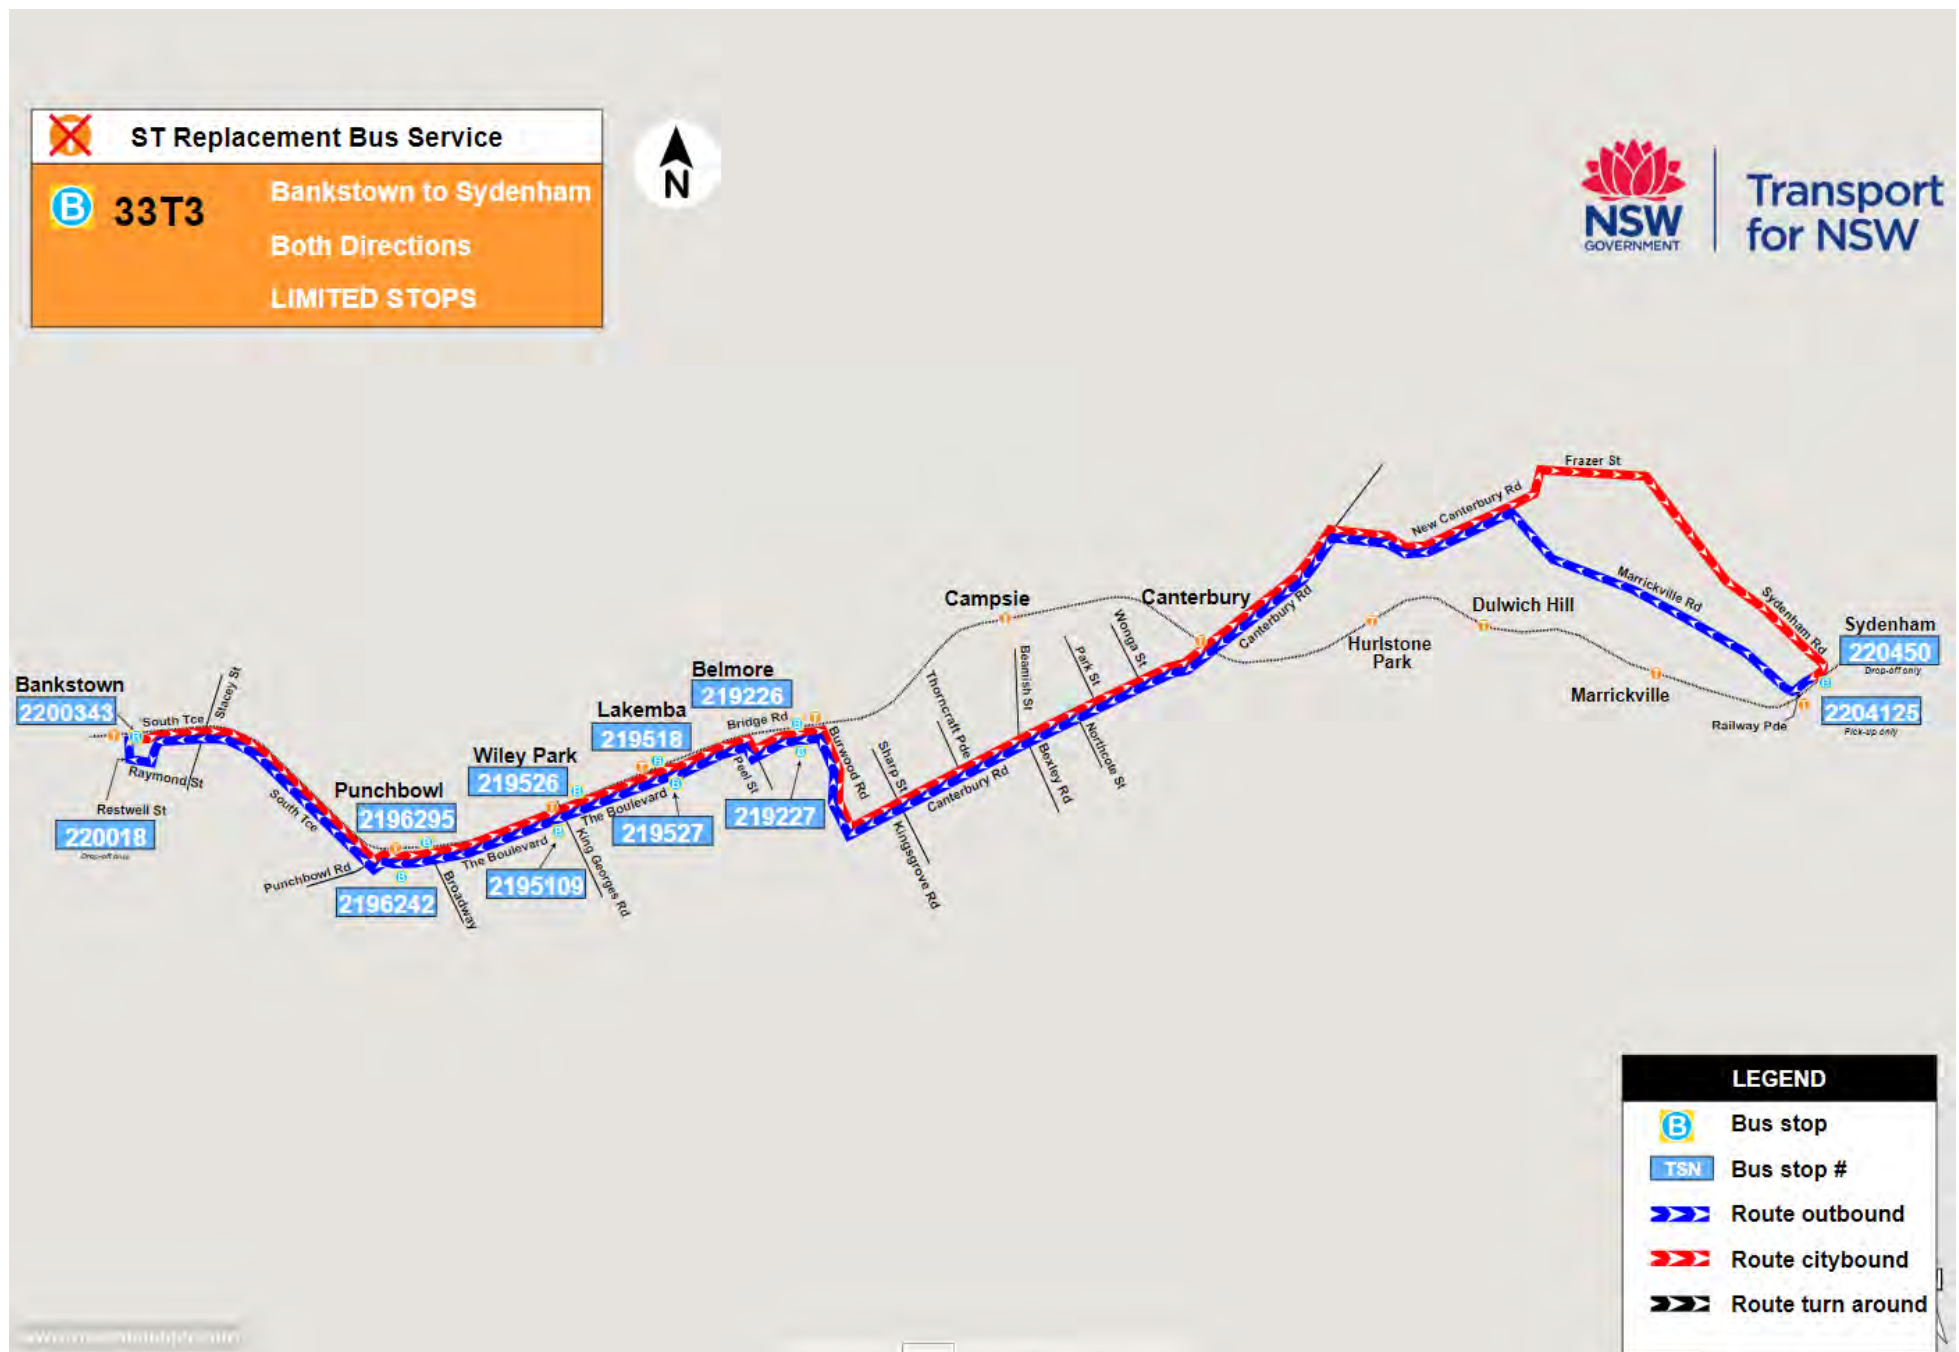 ST Replacement Bus Service
33T3
Bankstown to Sydenham
Both Directions
LIMITED STOPS
N
NSW
GOVERNMENT
Transport
for NSW
Frazer St
New Canterbury Rd
Marrickville Rd
Sydenham Rd
Sydenham
220450
Drop-off only
2204125
Pick-up only
Railway Pde
Marrickville
Dulwich Hill
Hurlstone
Park
Canterbury
Canterbury Rd
Campsie
Wonga St
Park St
Beamish St
Thorncraft Pde
Sharp St
Canterbury Rd
Northcote St
Bexley Rd
Kingsgrove Rd
Burwood Rd
Belmore
219226
Bridge Rd
Peel St
219227
Lakemba
219518
The Boulevard
219527
Wiley Park
219526
King Georges Rd
The Boulevard
2195109
Punchbowl
2196295
Broadway
Punchbowl Rd
2196242
Bankstown
2200343
South Tce
Stacey St
Raymond St
South Tce
Restwell St
220018
Drop-off only
LEGEND
B Bus stop
TSN Bus stop #
Route outbound
Route citybound
Route turn around